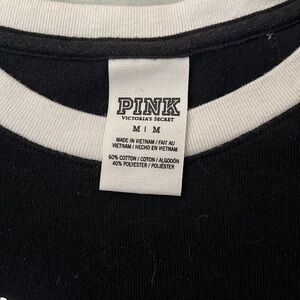 PINK
VICTORIA'S SECRET
M | M
MADE IN VIETNAM / FAIT AU
VIETNAM / HECHO EN VIETNAM
60% COTTON / COTON / ALGODÓN
40% POLYESTER / POLIÉSTER